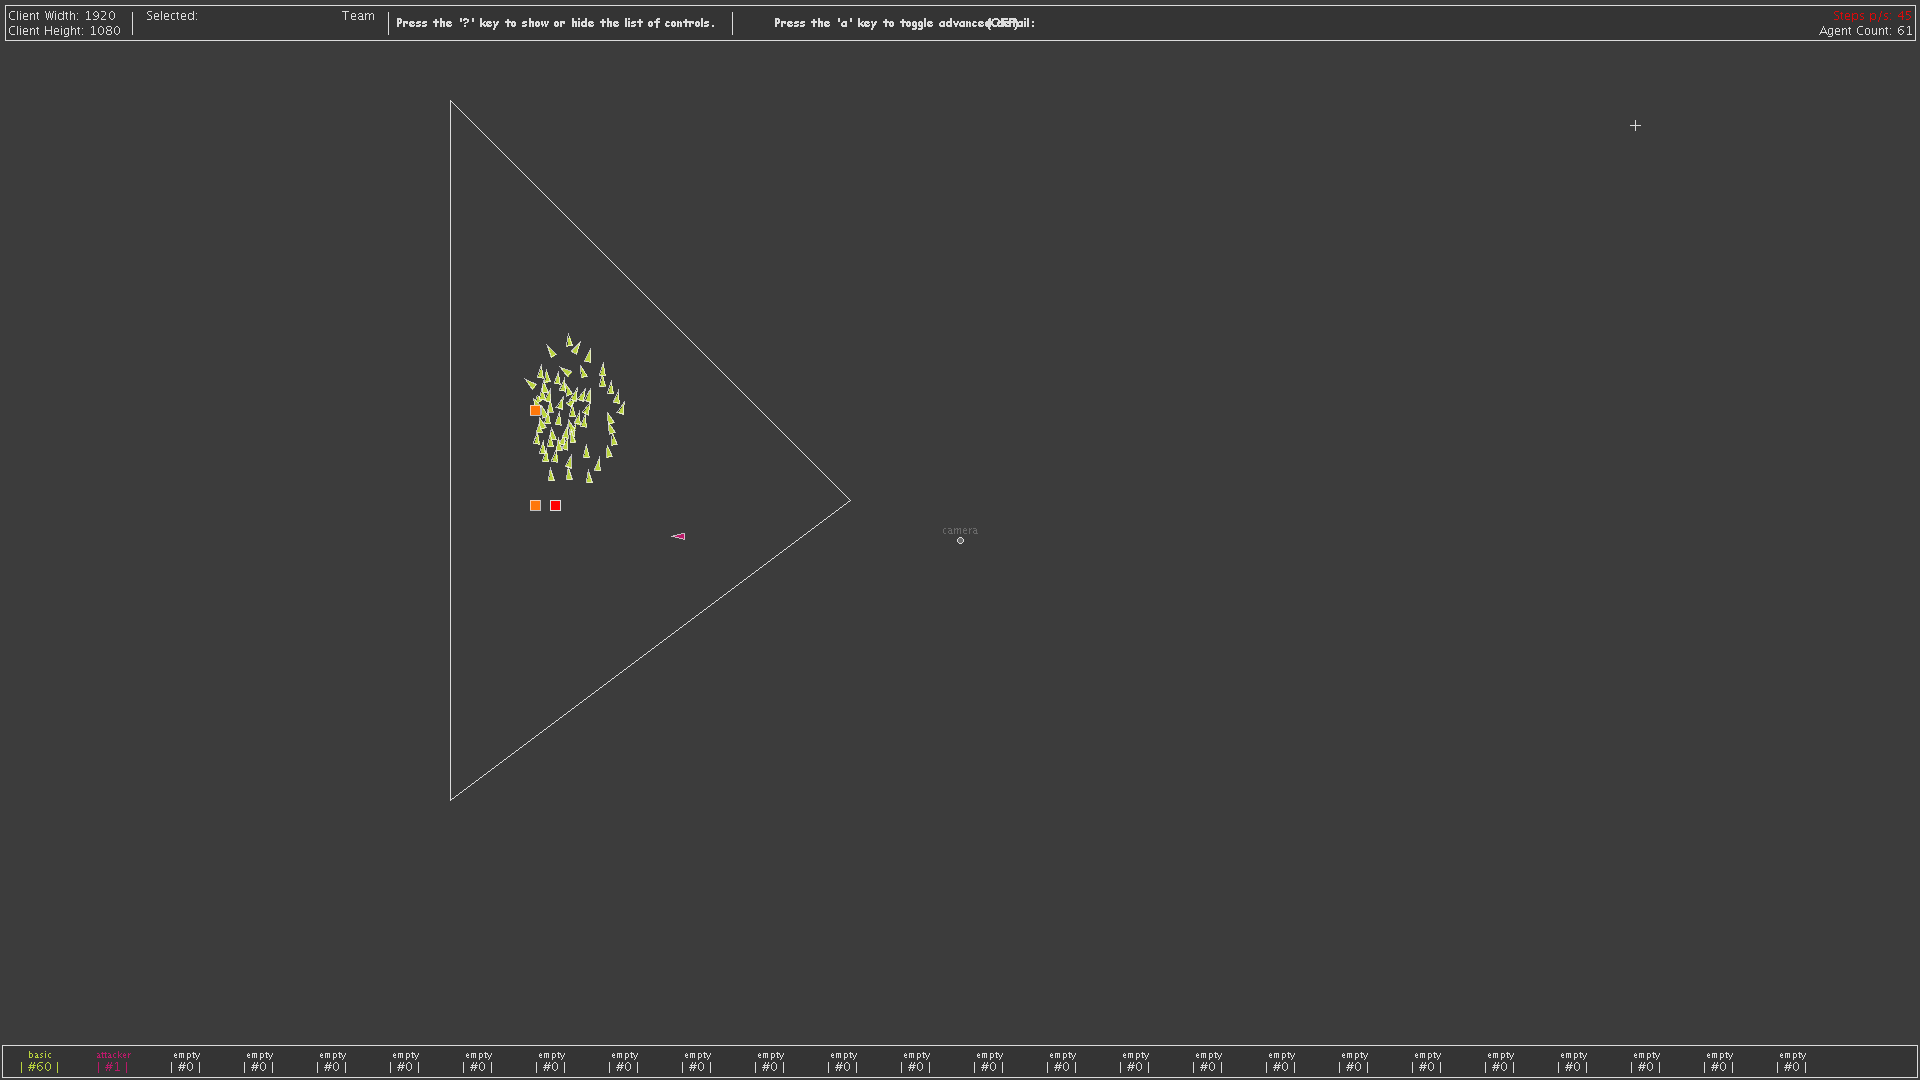 Client Width: 1920
Client Height: 1080
Selected:
Team
Press the '?' key to show or hide the list of controls.
Press the 'a' key to toggle advanced detail:
(OFF)
Steps p/s: 45
Agent Count: 61
camera
basic attacker empty empty empty empty empty empty empty empty empty empty empty empty empty empty empty empty empty empty empty empty empty empty empty
| #60 | | #1 | | #0 | | #0 | | #0 | | #0 | | #0 | | #0 | | #0 | | #0 | | #0 | | #0 | | #0 | | #0 | | #0 | | #0 | | #0 | | #0 | | #0 | | #0 | | #0 | | #0 | | #0 | | #0 | | #0 |